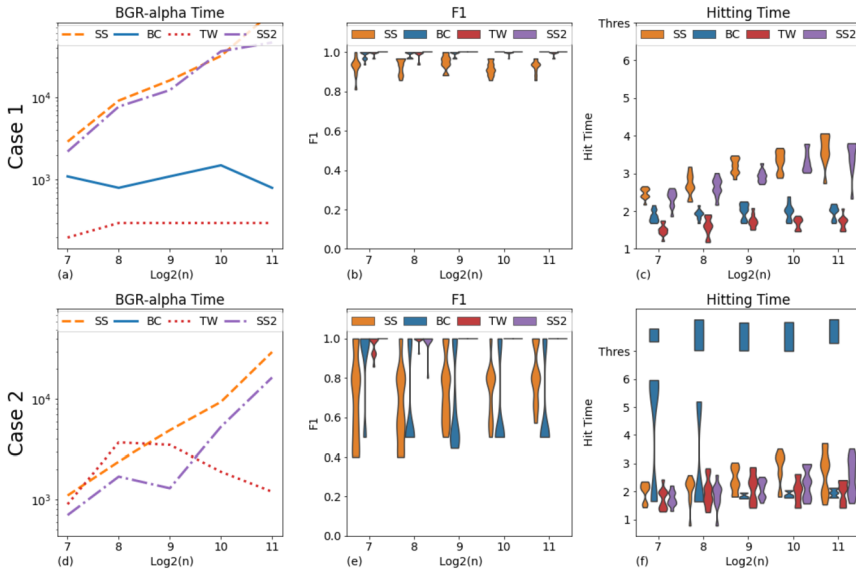 BGR-alpha Time
F1
Hitting Time
Case 1
SS BC TW SS2
10^4
10^3
7 8 9 10 11
(a) Log2(n)
SS BC TW SS2
F1
1.0
0.8
0.6
0.4
0.2
0.0
7 8 9 10 11
(b) Log2(n)
SS BC TW SS2
Hit Time
Thres
6
5
4
3
2
1
7 8 9 10 11
(c) Log2(n)
BGR-alpha Time
F1
Hitting Time
Case 2
SS BC TW SS2
10^4
10^3
7 8 9 10 11
(d) Log2(n)
SS BC TW SS2
F1
1.0
0.8
0.6
0.4
0.2
0.0
7 8 9 10 11
(e) Log2(n)
SS BC TW SS2
Hit Time
Thres
6
5
4
3
2
1
7 8 9 10 11
(f) Log2(n)